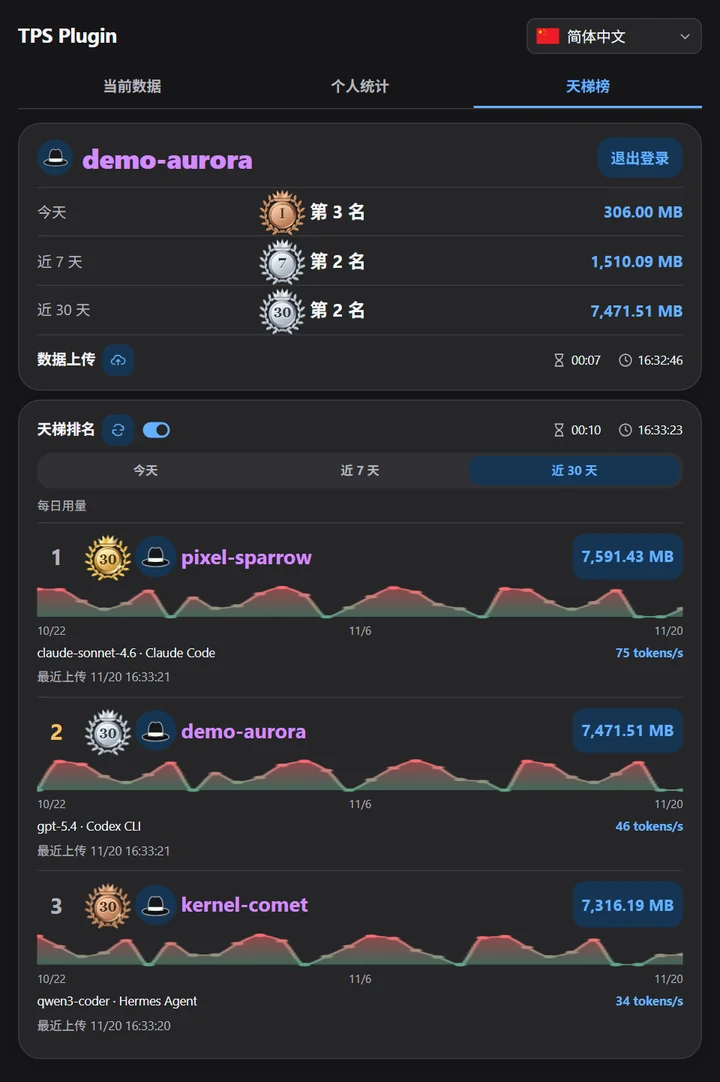 TPS Plugin
简体中文
当前数据 个人统计 天梯榜
demo-aurora 退出登录
今天 I 第 3 名 306.00 MB
近 7 天 7 第 2 名 1,510.09 MB
近 30 天 30 第 2 名 7,471.51 MB
数据上传 00:07 16:32:46
天梯排名 00:10 16:33:23
今天 近 7 天 近 30 天
每日用量
1 30 pixel-sparrow 7,591.43 MB
10/22 11/6 11/20
claude-sonnet-4.6 · Claude Code 75 tokens/s
最近上传 11/20 16:33:21
2 30 demo-aurora 7,471.51 MB
10/22 11/6 11/20
gpt-5.4 · Codex CLI 46 tokens/s
最近上传 11/20 16:33:21
3 30 kernel-comet 7,316.19 MB
10/22 11/6 11/20
qwen3-coder · Hermes Agent 34 tokens/s
最近上传 11/20 16:33:20